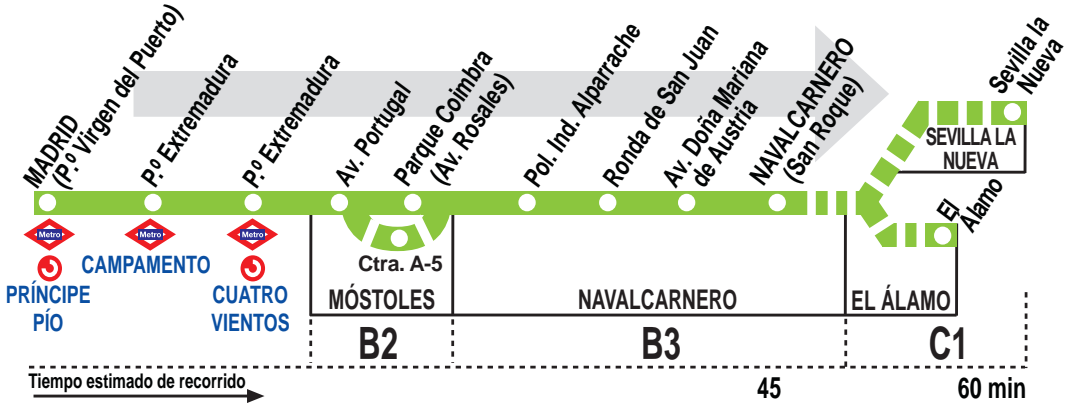 MADRID
(P.º Virgen del Puerto)
P.º Extremadura
P.º Extremadura
Av. Portugal
Parque Coimbra
(Av. Rosales)
Pol. Ind. Alparrache
Ronda de San Juan
Av. Doña Mariana
de Austria
NAVALCARNERO
(San Roque)
Sevilla la
Nueva
SEVILLA LA
NUEVA
El
Álamo
Metro
Metro
Metro
CAMPAMENTO
PRÍNCIPE
PÍO
CUATRO
VIENTOS
Ctra. A-5
MÓSTOLES
NAVALCARNERO
EL ÁLAMO
B2
B3
C1
Tiempo estimado de recorrido
45
60 min